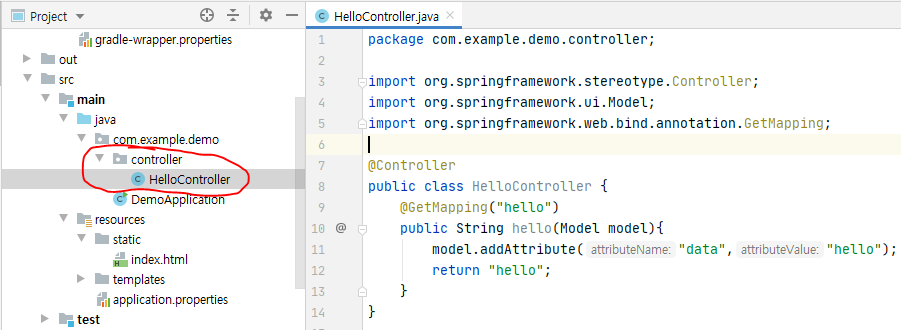 Project
gradle-wrapper.properties
out
src
main
java
com.example.demo
controller
HelloController
DemoApplication
resources
static
index.html
templates
application.properties
test
HelloController.java
1 package com.example.demo.controller;
2
3 import org.springframework.stereotype.Controller;
4 import org.springframework.ui.Model;
5 import org.springframework.web.bind.annotation.GetMapping;
6
7 @Controller
8 public class HelloController {
9 @GetMapping("hello")
10 @ public String hello(Model model){
11 model.addAttribute( attributeName: "data", attributeValue: "hello");
12 return "hello";
13 }
14 }